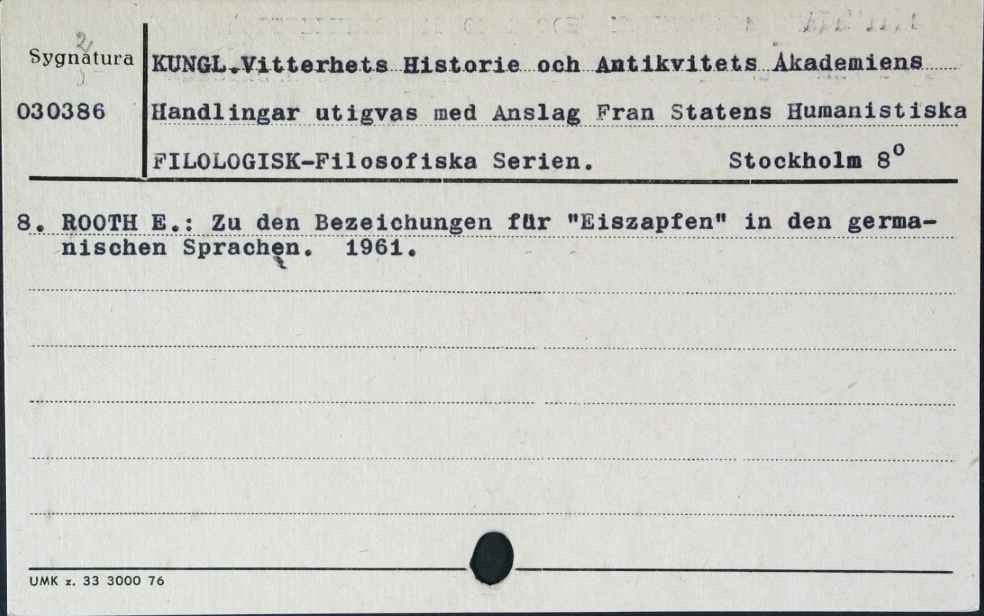 Sygnatura
2
KUNGL.Vitterhets Historie och Antikvitets Akademiens
030386
Handlingar utigvas med Anslag Fran Statens Humanistiska
FILOLOGISK-Filosofiska Serien. Stockholm 8⁰
8. ROOTH E.: Zu den Bezeichungen für "Eiszapfen" in den germa-
nischen Sprachen. 1961.
UMK z. 33 3000 76